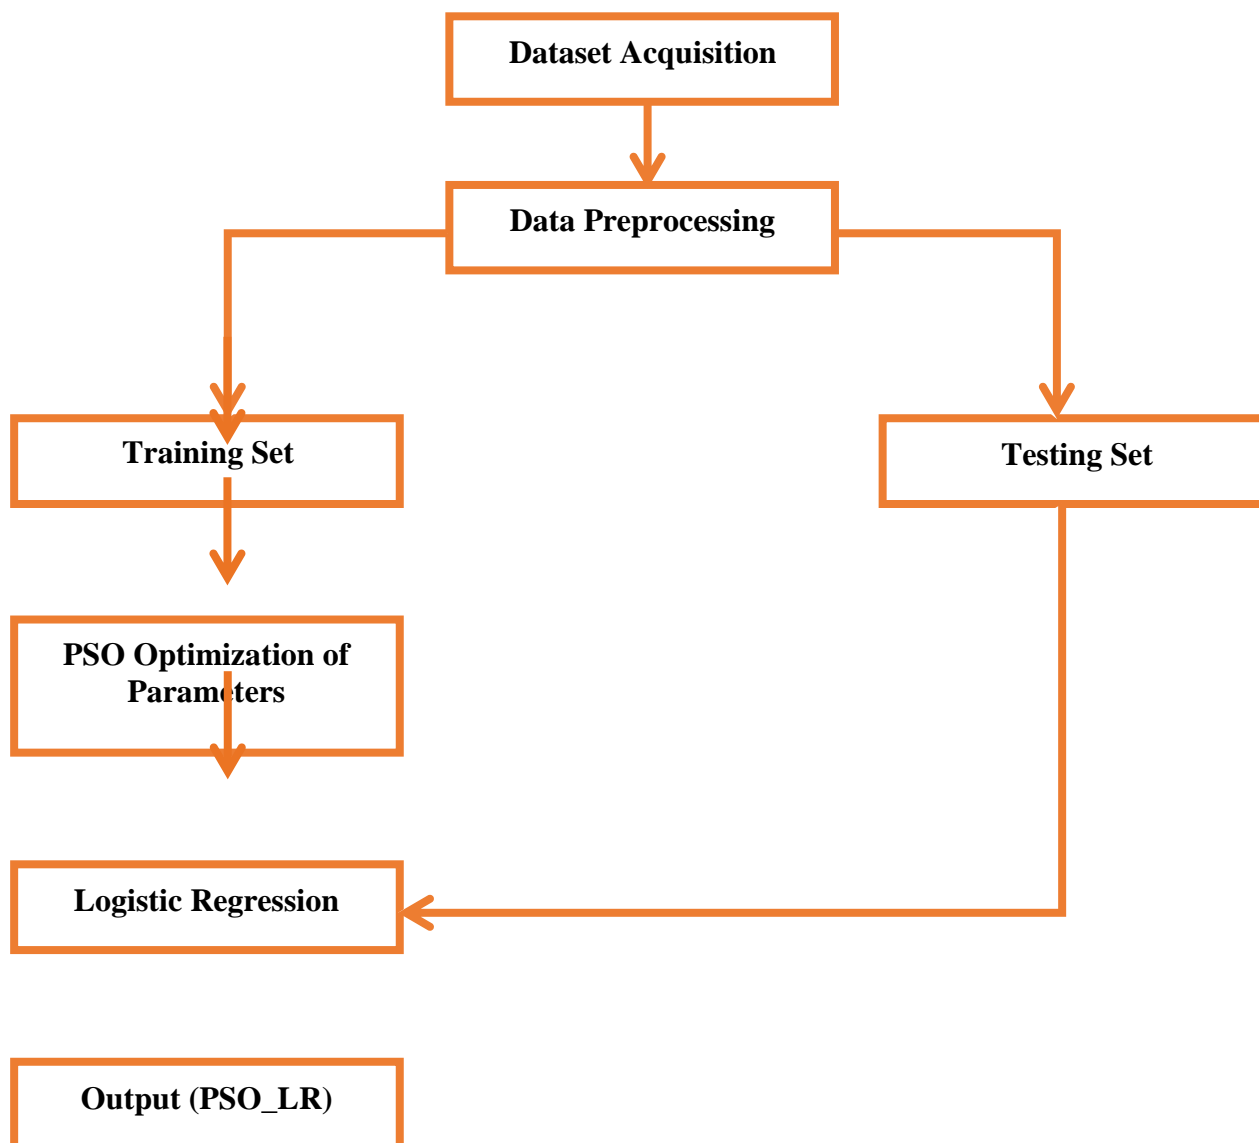 Dataset Acquisition
Data Preprocessing
Training Set
Testing Set
PSO Optimization of
Parameters
Logistic Regression
Output (PSO_LR)